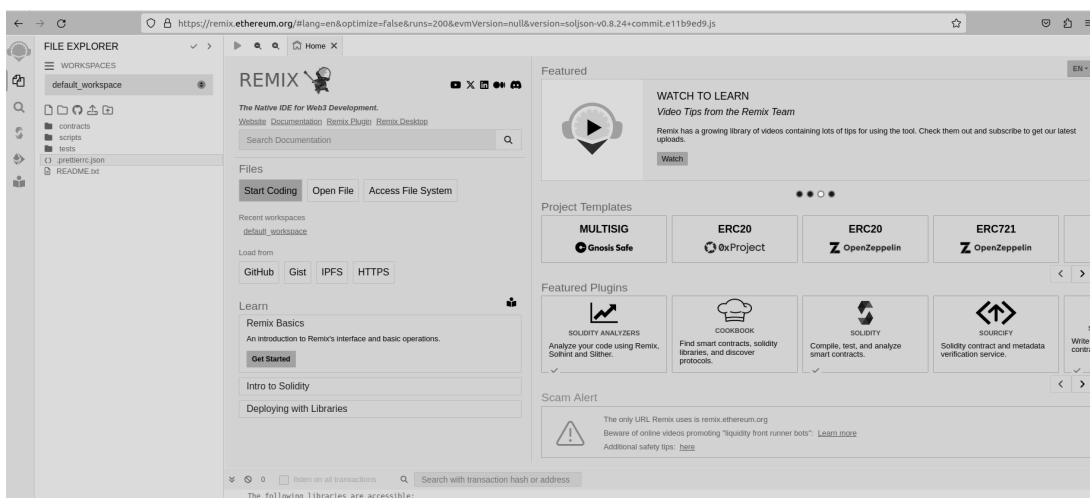 https://remix.ethereum.org/#lang=en&optimize=false&runs=200&evmVersion=null&version=soljson-v0.8.24+commit.e11b9ed9.js
FILE EXPLORER
WORKSPACES
default_workspace
contracts
scripts
tests
.prettierrc.json
README.txt
Home
REMIX
The Native IDE for Web3 Development.
Website Documentation Remix Plugin Remix Desktop
Search Documentation
Files
Start Coding Open File Access File System
Recent workspaces
default_workspace
Load from
GitHub Gist IPFS HTTPS
Learn
Remix Basics
An introduction to Remix's interface and basic operations.
Get Started
Intro to Solidity
Deploying with Libraries
Featured
EN
WATCH TO LEARN
Video Tips from the Remix Team
Remix has a growing library of videos containing lots of tips for using the tool. Check them out and subscribe to get our latest
uploads.
Watch
Project Templates
MULTISIG
Gnosis Safe
ERC20
0xProject
ERC20
OpenZeppelin
ERC721
OpenZeppelin
Featured Plugins
SOLIDITY ANALYZERS
Analyze your code using Remix,
Solhint and Slither.
COOKBOOK
Find smart contracts, solidity
libraries, and discover
protocols.
SOLIDITY
Compile, test, and analyze
smart contracts.
SOURCIFY
Solidity contract and metadata
verification service.
Write
contra
Scam Alert
The only URL Remix uses is remix.ethereum.org
Beware of online videos promoting "liquidity front runner bots": Learn more
Additional safety tips: here
0 listen on all transactions Search with transaction hash or address
The following libraries are accessible: